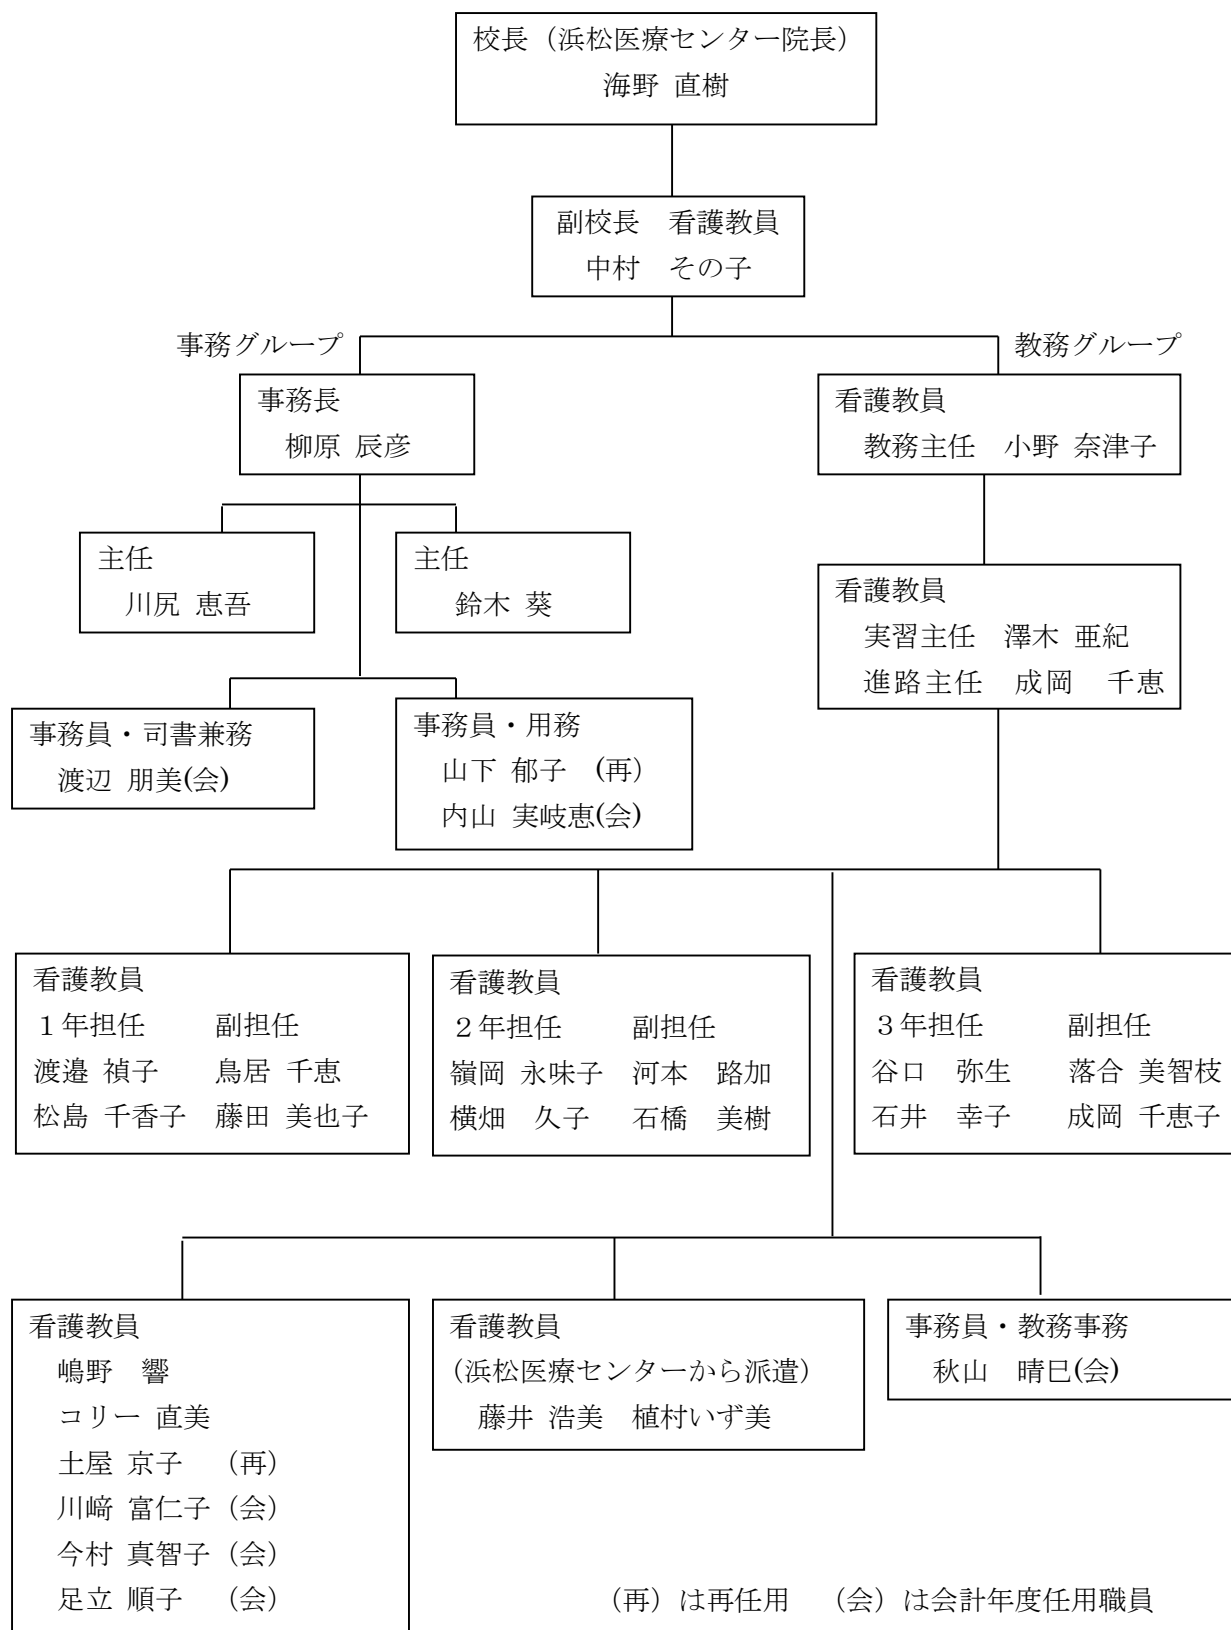 校長（浜松医療センター院長）
海野 直樹
副校長　看護教員
中村　その子
事務グループ
教務グループ
事務長
柳原 辰彦
看護教員
教務主任　小野 奈津子
主任
川尻 恵吾
主任
鈴木 葵
看護教員
実習主任　澤木 亜紀
進路主任　成岡　千恵
事務員・司書兼務
渡辺 朋美(会)
事務員・用務
山下 郁子　(再)
内山 実岐恵(会)
看護教員
１年担任　　副担任
渡邉 禎子　　鳥居 千恵
松島 千香子　藤田 美也子
看護教員
２年担任　　副担任
嶺岡 永味子　河本　路加
横畑　久子　石橋　美樹
看護教員
３年担任　　副担任
谷口　弥生　　落合 美智枝
石井　幸子　　成岡 千恵子
看護教員
嶋野　響
コリー 直美
土屋 京子　（再）
川﨑 富仁子（会）
今村 真智子（会）
足立 順子　（会）
看護教員
（浜松医療センターから派遣）
藤井 浩美　植村いず美
事務員・教務事務
秋山　晴巳(会)
（再）は再任用　（会）は会計年度任用職員